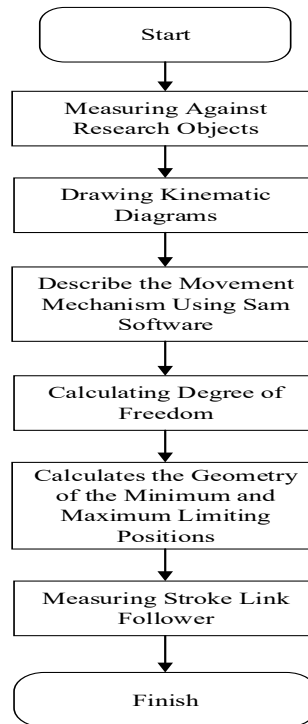 Start
Measuring Against
Research Objects
Drawing Kinematic
Diagrams
Describe the Movement
Mechanism Using Sam
Software
Calculating Degree of
Freedom
Calculates the Geometry
of the Minimum and
Maximum Limiting
Positions
Measuring Stroke Link
Follower
Finish